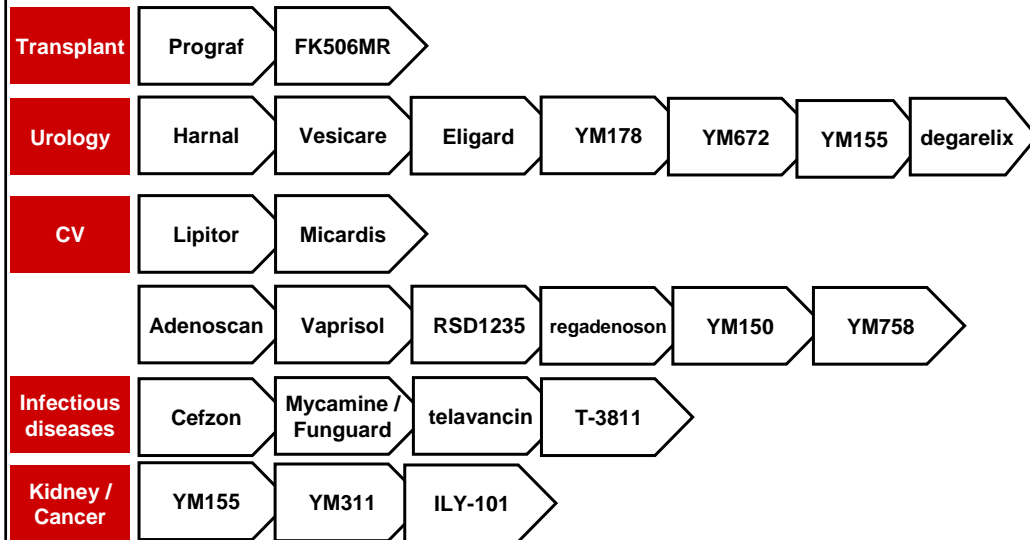 Transplant Prograf FK506MR
Urology Harnal Vesicare Eligard YM178 YM672 YM155 degarelix
CV Lipitor Micardis
Adenoscan Vaprisol RSD1235 regadenoson YM150 YM758
Infectious
diseases
Cefzon
Mycamine /
Funguard
telavancin T-3811
Kidney /
Cancer
YM155 YM311 ILY-101